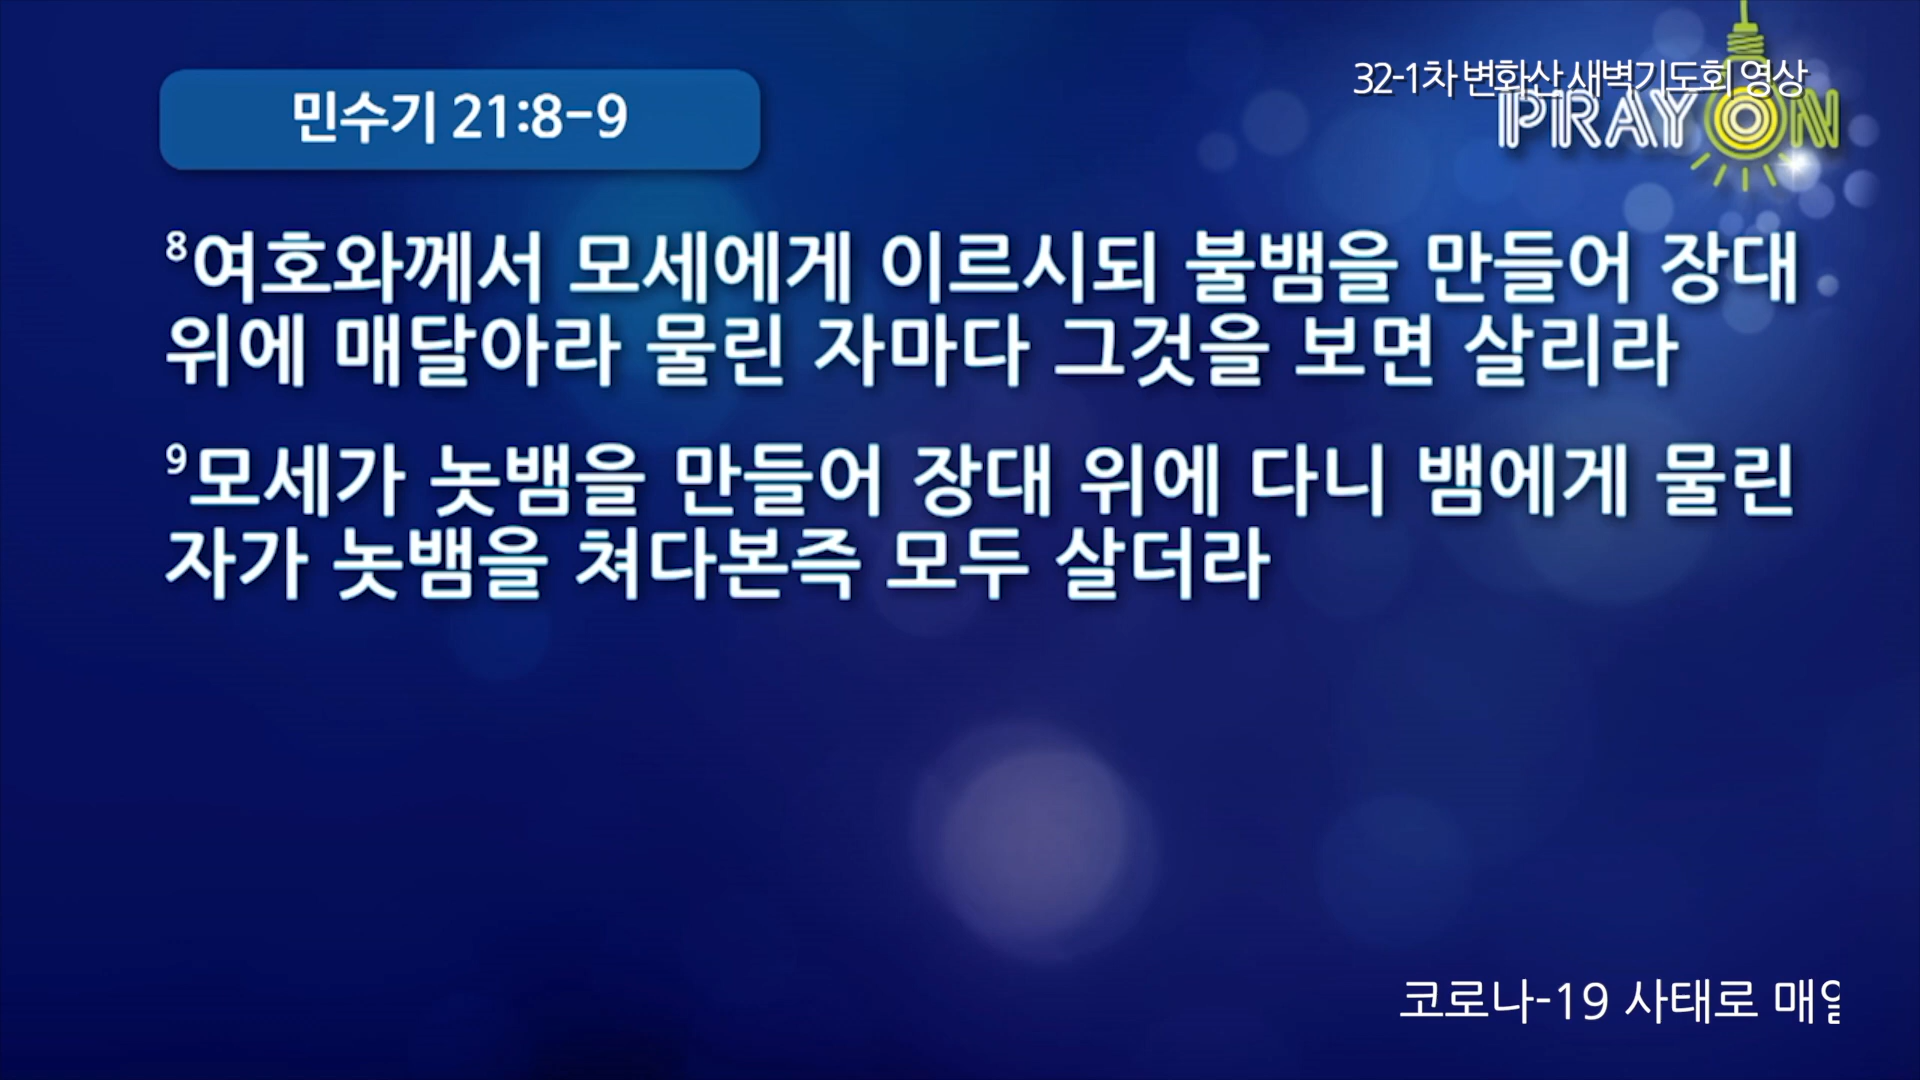 민수기 21:8-9
32-1차 변화산 새벽기도회 영상
PRAY ON
8여호와께서 모세에게 이르시되 불뱀을 만들어 장대
위에 매달아라 물린 자마다 그것을 보면 살리라
9모세가 놋뱀을 만들어 장대 위에 다니 뱀에게 물린
자가 놋뱀을 쳐다본즉 모두 살더라
코로나-19 사태로